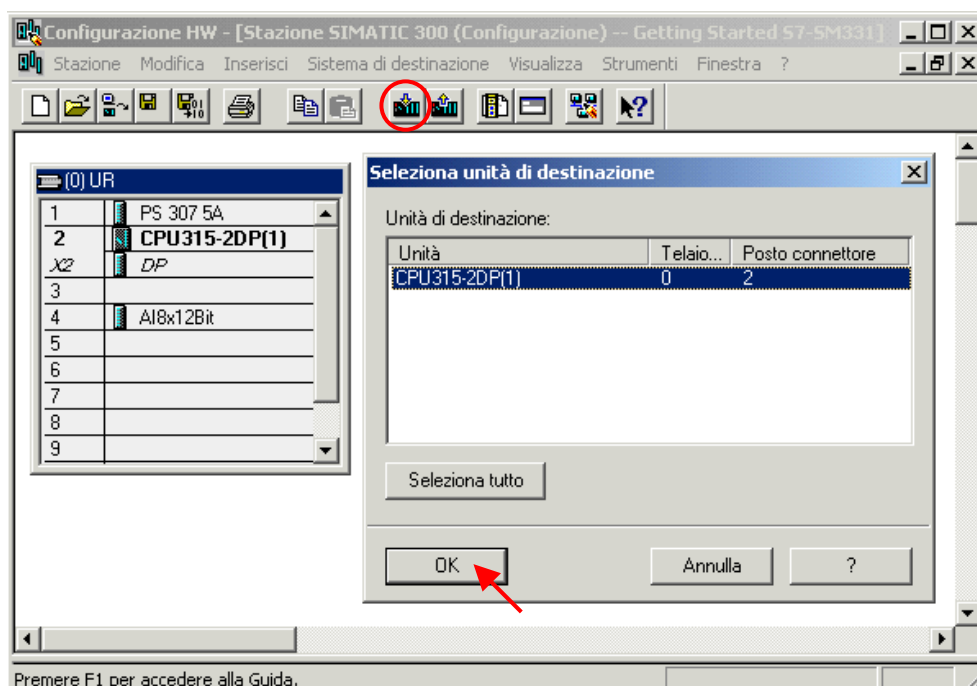 Configurazione HW - [Stazione SIMATIC 300 (Configurazione) -- Getting Started S7-SM331]
Stazione Modifica Inserisci Sistema di destinazione Visualizza Strumenti Finestra ?
(0) UR
1 PS 307 5A
2 CPU315-2DP(1)
X2 DP
3
4 AI8x12Bit
5
6
7
8
9
Seleziona unità di destinazione
Unità di destinazione:
Unità Telaio... Posto connettore
CPU315-2DP(1) 0 2
Seleziona tutto
OK Annulla ?
Premere F1 per accedere alla Guida.